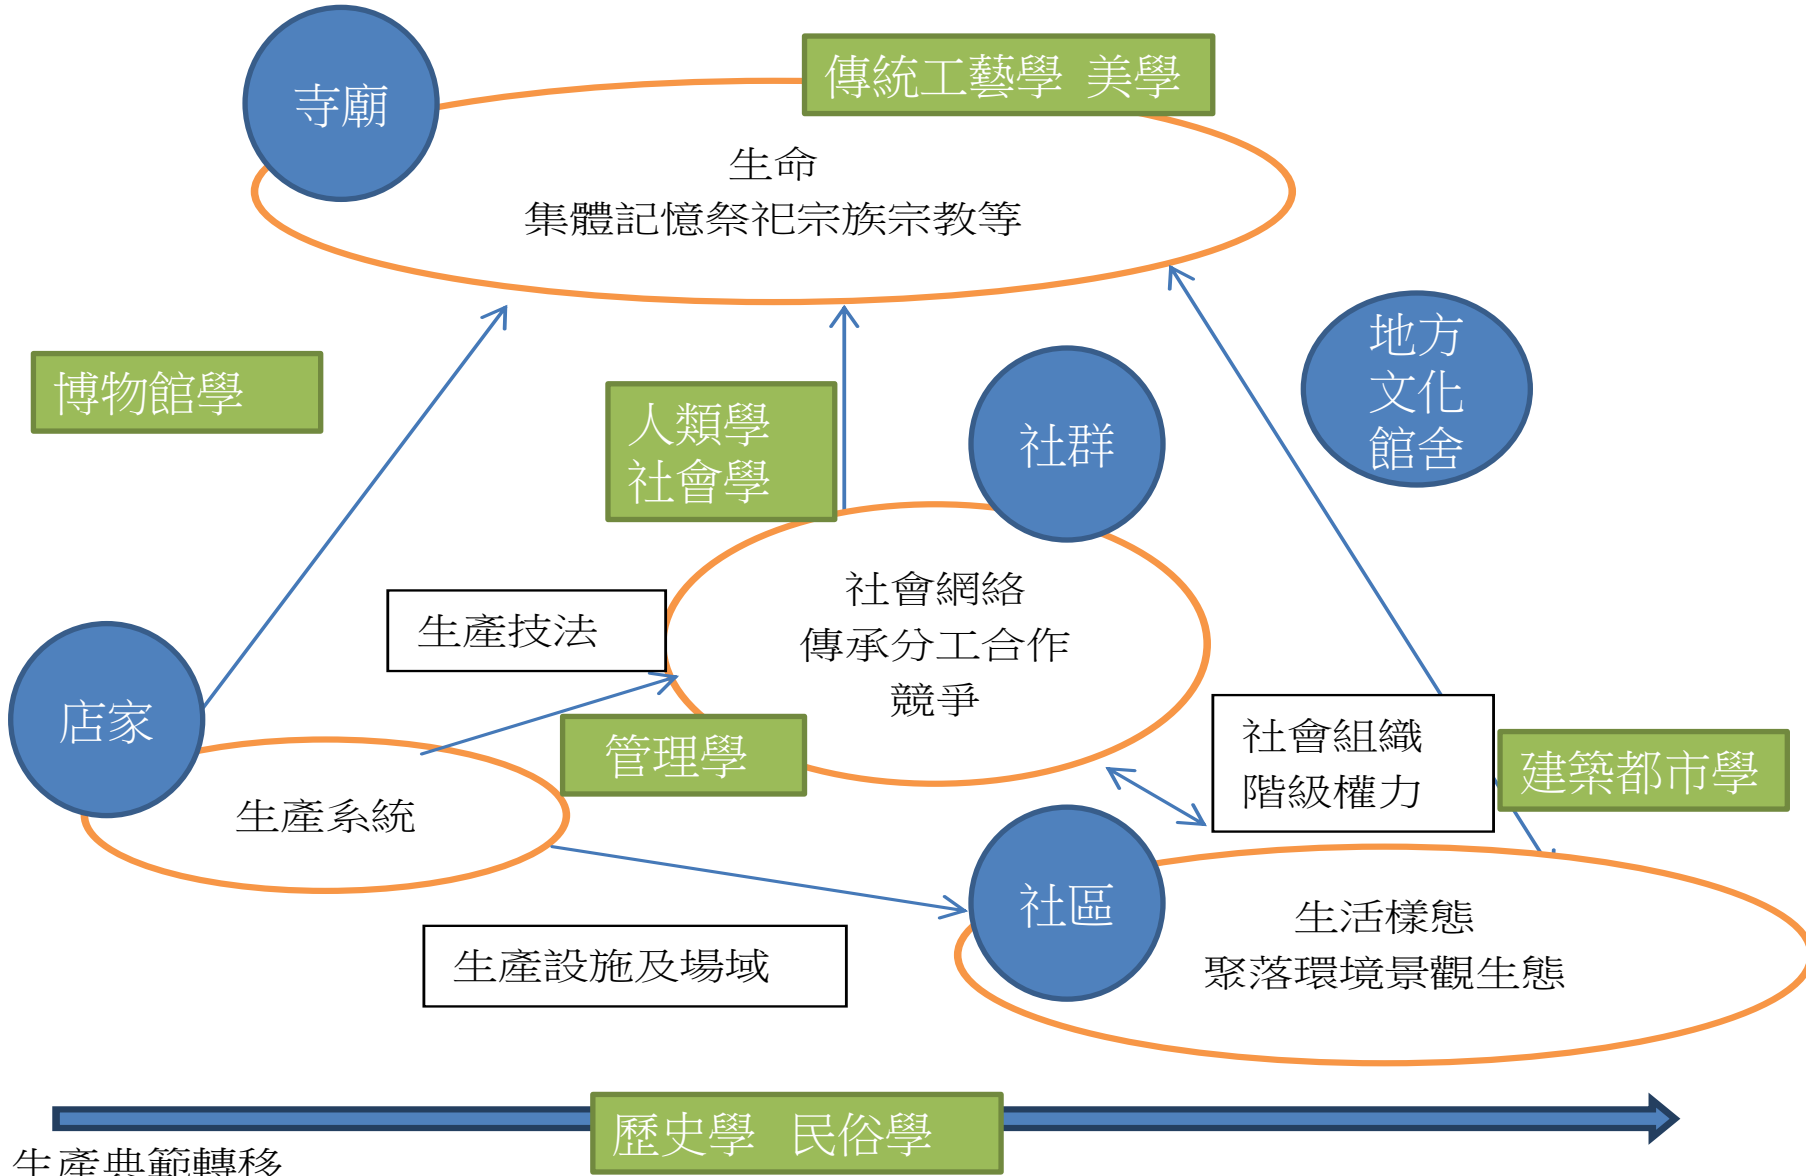 寺廟
傳統工藝學 美學
生命
集體記憶祭祀宗族宗教等
博物館學
人類學
社會學
社群
地方
文化
館舍
生產技法
社會網絡
傳承分工合作
競爭
店家
管理學
社會組織
階級權力
建築都市學
生產系統
社區
生活樣態
聚落環境景觀生態
生產設施及場域
歷史學 民俗學
生產典範轉移